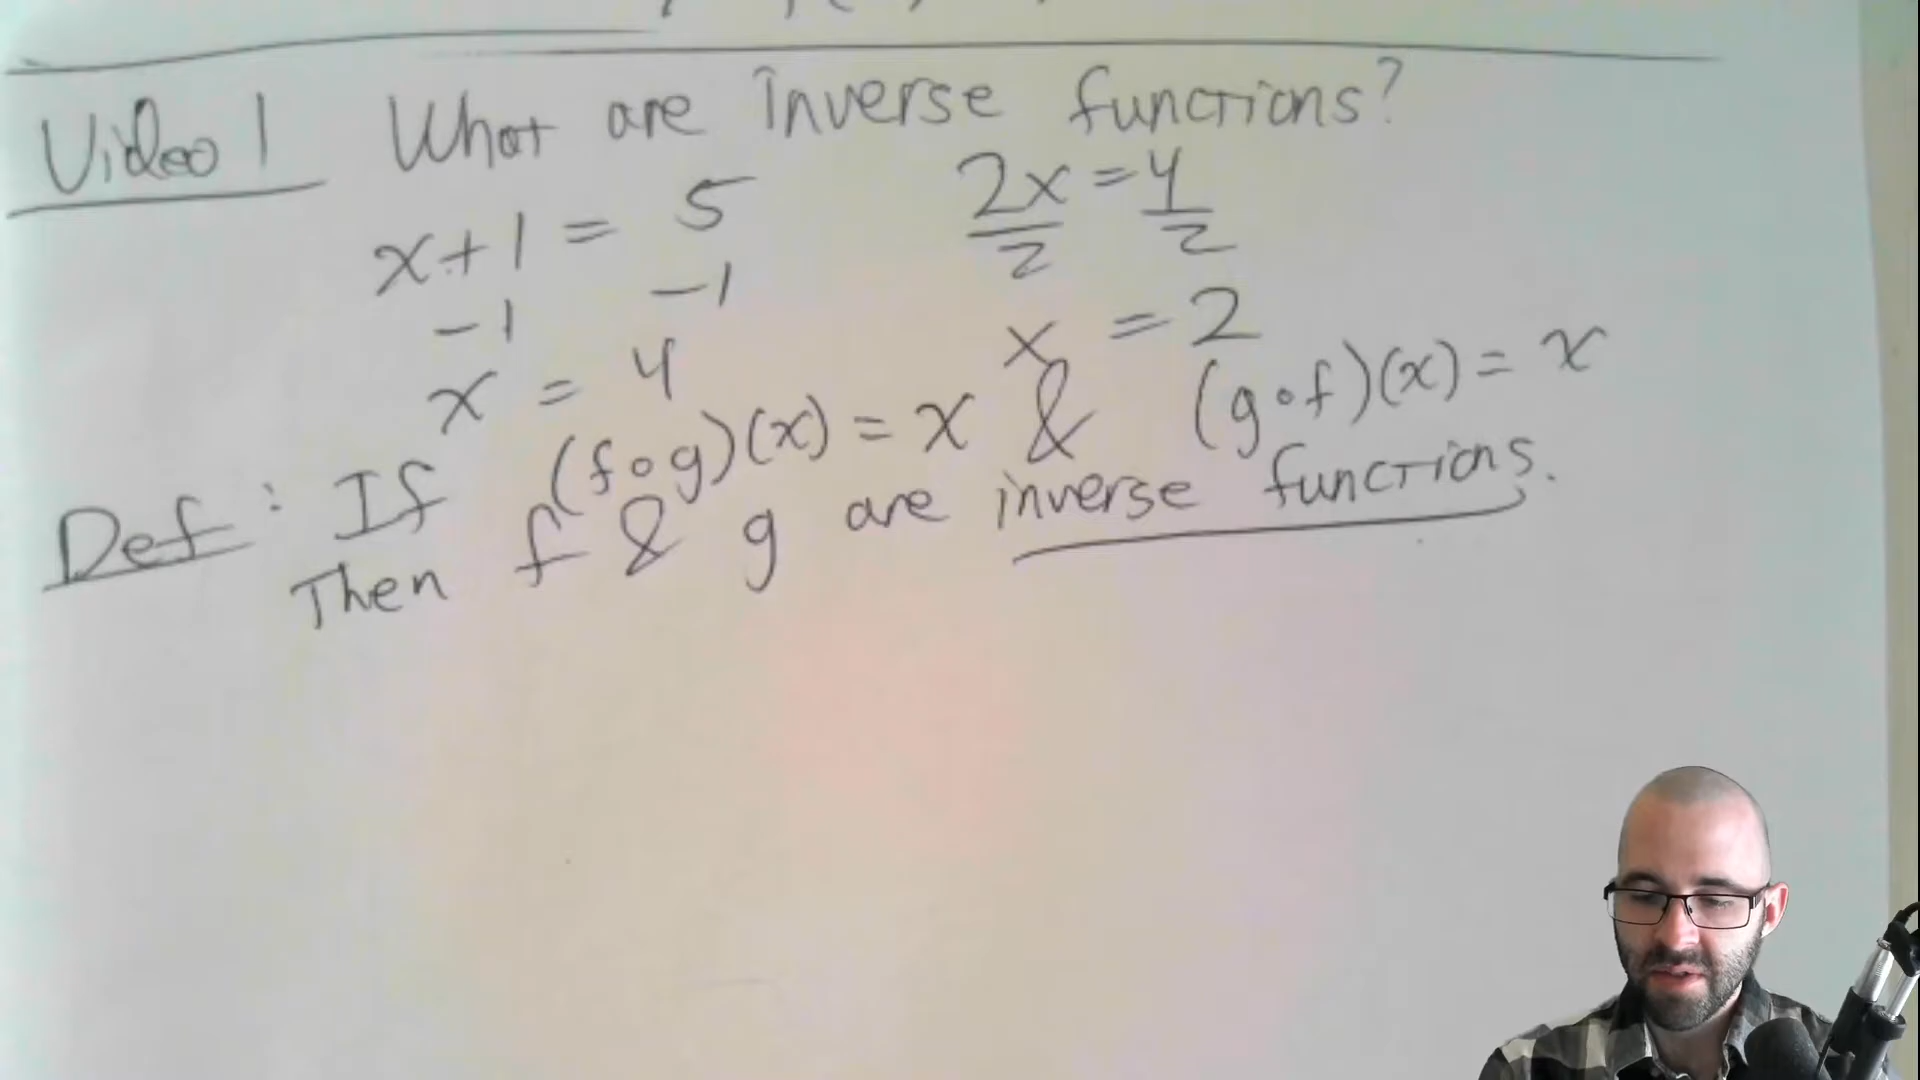 Video 1 What are inverse functions?
x+1 = 5
-1 -1
x = 4
2x = 4
2 2
x = 2
Def: If (f∘g)(x) = x & (g∘f)(x) = x
Then f & g are inverse functions.